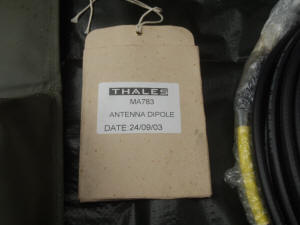 THALES
MA783
ANTENNA DIPOLE
DATE:24/09/03